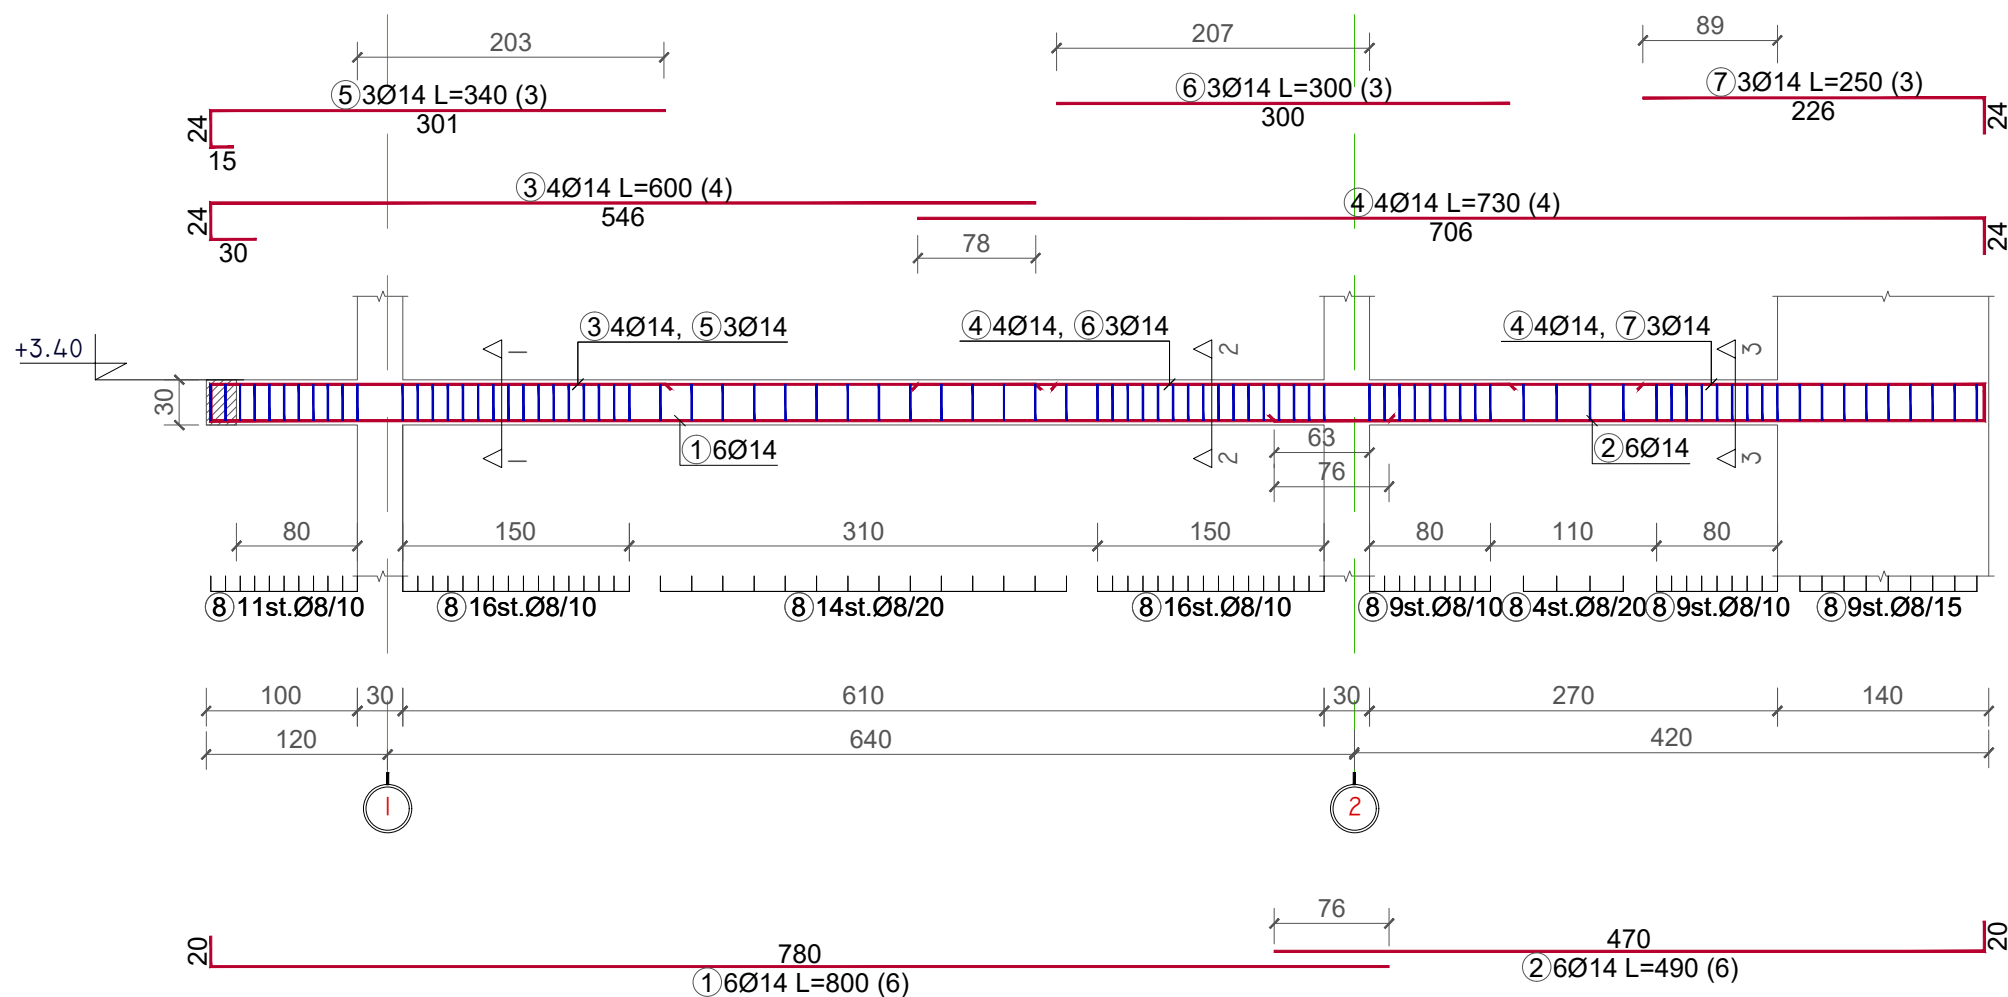 203 207 89
⑤3Ø14 L=340 (3) ⑥3Ø14 L=300 (3) ⑦3Ø14 L=250 (3)
24 301 300 226 24
15
③4Ø14 L=600 (4) ④4Ø14 L=730 (4)
24 546 706 24
30 78
③4Ø14, ⑤3Ø14 ④4Ø14, ⑥3Ø14 ④4Ø14, ⑦3Ø14
+3.40 1 2 3
30
①6Ø14 1 2 63 ②6Ø14 3
76
80 150 310 150 80 110 80
⑧11st.Ø8/10 ⑧16st.Ø8/10 ⑧14st.Ø8/20 ⑧16st.Ø8/10 ⑧9st.Ø8/10 ⑧4st.Ø8/20 ⑧9st.Ø8/10 ⑧9st.Ø8/15
100 30 610 30 270 140
120 640 420
1 2
76
20 780 470 20
①6Ø14 L=800 (6) ②6Ø14 L=490 (6)